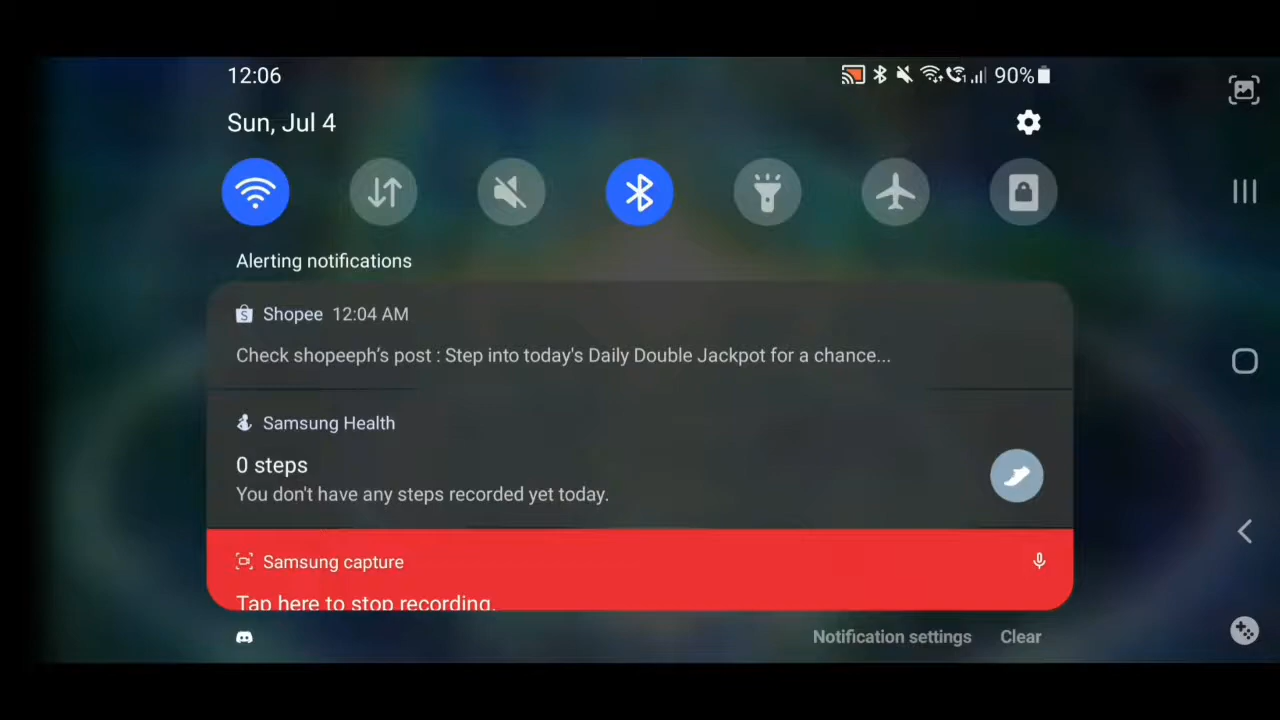 12:06 90%
Sun, Jul 4
Alerting notifications
Shopee 12:04 AM
Check shopeeph's post : Step into today's Daily Double Jackpot for a chance...
Samsung Health
0 steps
You don't have any steps recorded yet today.
Samsung capture
Tap here to stop recording.
Notification settings Clear